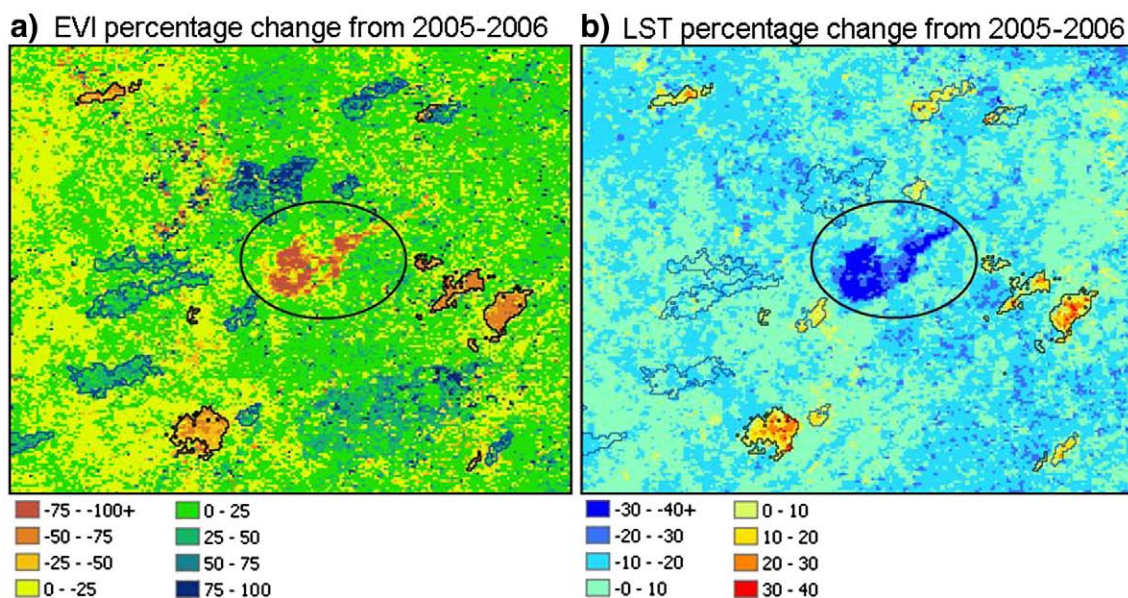 a) EVI percentage change from 2005-2006
b) LST percentage change from 2005-2006
-75 - -100+
-50 - -75
-25 - -50
0 - -25
0 - 25
25 - 50
50 - 75
75 - 100
-30 - -40+
-20 - -30
-10 - -20
-0 - 10
0 - 10
10 - 20
20 - 30
30 - 40